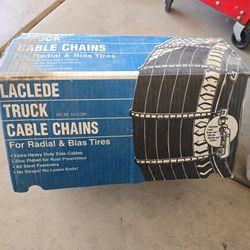 TRUCK
CABLE CHAINS
For Radial & Bias Tires
LACLEDE
TRUCK
CABLE CHAINS
For Radial & Bias Tires
• Extra Heavy Duty Side Cables
• Zinc Plated for Rust Prevention
• All Steel Fasteners
• No Straps! No Loose Ends!